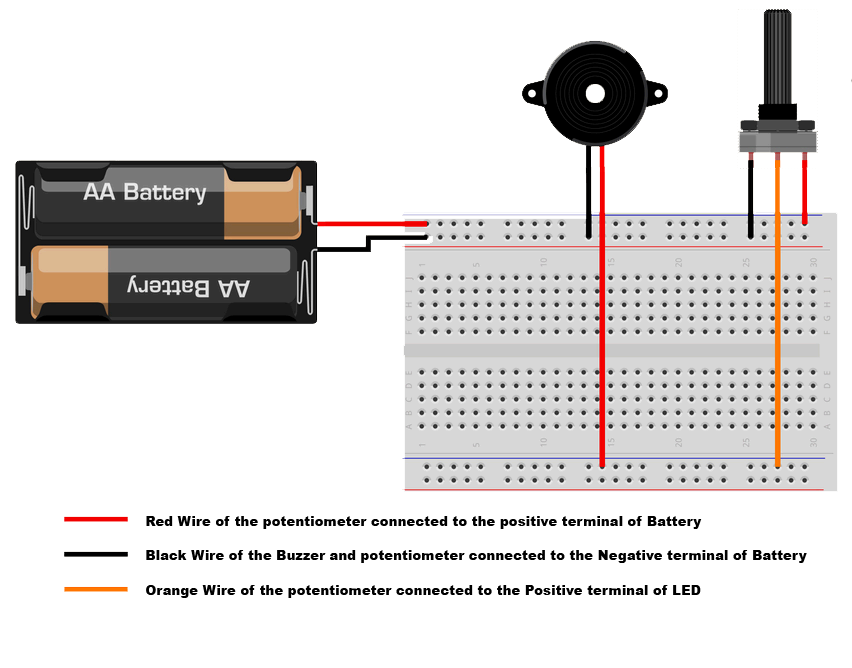 AA Battery
AA Battery
1 5 10 15 20 25 30
J J
I I
H H
G G
F F
E E
D D
C C
B B
A A
1 5 10 15 20 25 30
Red Wire of the potentiometer connected to the positive terminal of Battery
Black Wire of the Buzzer and potentiometer connected to the Negative terminal of Battery
Orange Wire of the potentiometer connected to the Positive terminal of LED